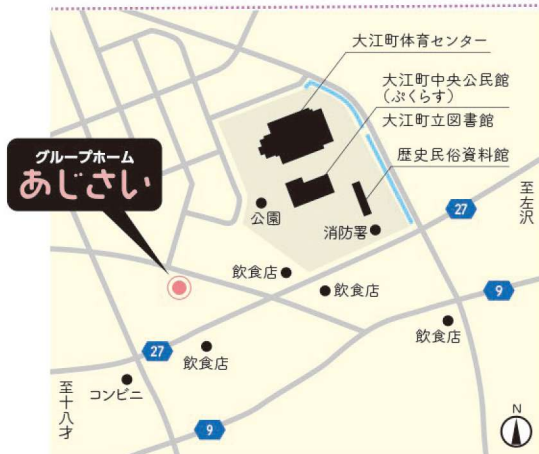 大江町体育センター
大江町中央公民館
(ぷくらす)
大江町立図書館
歴史民俗資料館
グループホーム
あじさい
公園
消防署
27
至左沢
飲食店
飲食店
9
飲食店
27
飲食店
コンビニ
至十八才
9
N